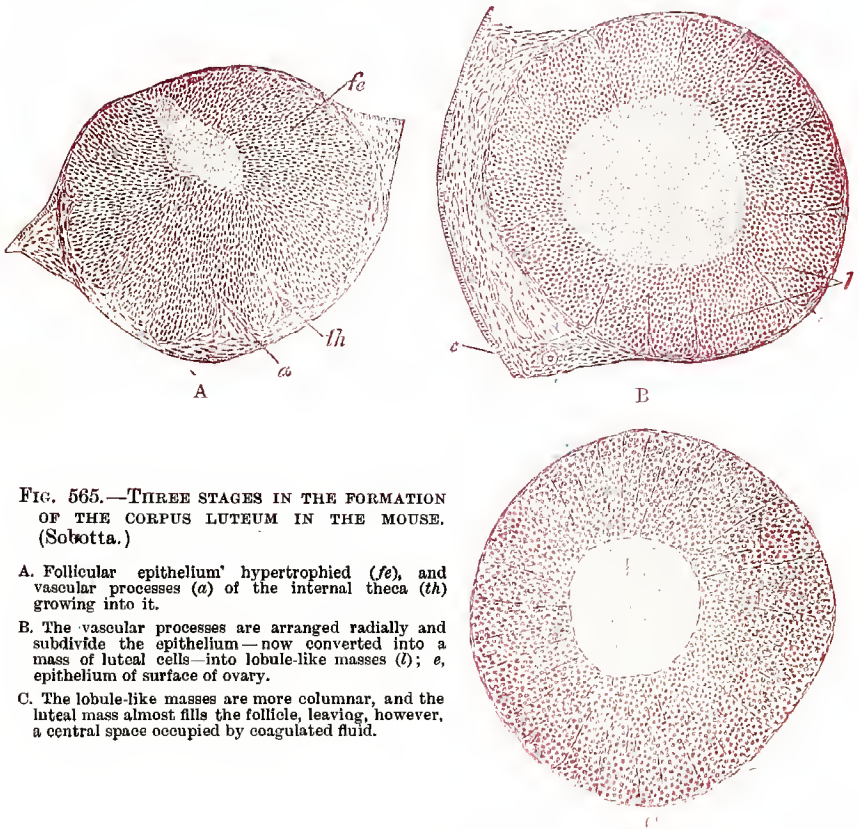 fe
th
a
A
l
e
B
FIG. 565.—THREE STAGES IN THE FORMATION
OF THE CORPUS LUTEUM IN THE MOUSE.
(Sobotta.)
A. Follicular epithelium' hypertrophied (fe), and
vascular processes (a) of the internal theca (th)
growing into it.
B. The vascular processes are arranged radially and
subdivide the epithelium—now converted into a
mass of luteal cells—into lobule-like masses (l); e,
epithelium of surface of ovary.
C. The lobule-like masses are more columnar, and the
luteal mass almost fills the follicle, leaving, however,
a central space occupied by coagulated fluid.
C